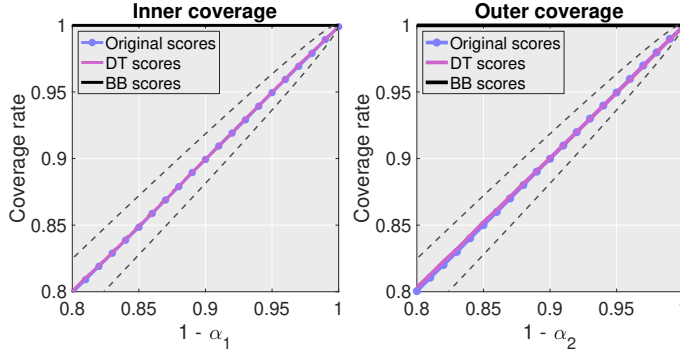 Inner coverage
Original scores
DT scores
BB scores
Coverage rate
1
0.95
0.9
0.85
0.8
0.8 0.85 0.9 0.95 1
1 - α1
Outer coverage
Original scores
DT scores
BB scores
Coverage rate
1
0.95
0.9
0.85
0.8
0.8 0.85 0.9 0.95 1
1 - α2